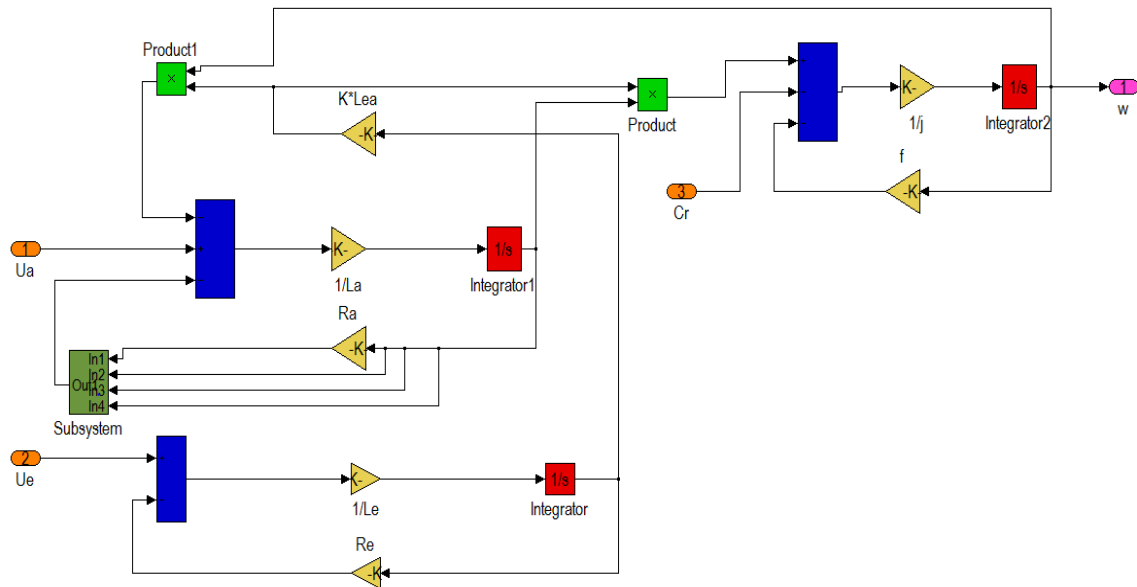 Product1
×
K*Lea
-K
×
Product
K-
1/j
1/s
Integrator2
1
w
f
-K
3
Cr
1
Ua
K-
1/La
1/s
Integrator1
Ra
-K
In1
In2
Out1
In3
In4
Subsystem
2
Ue
K-
1/Le
1/s
Integrator
Re
-K